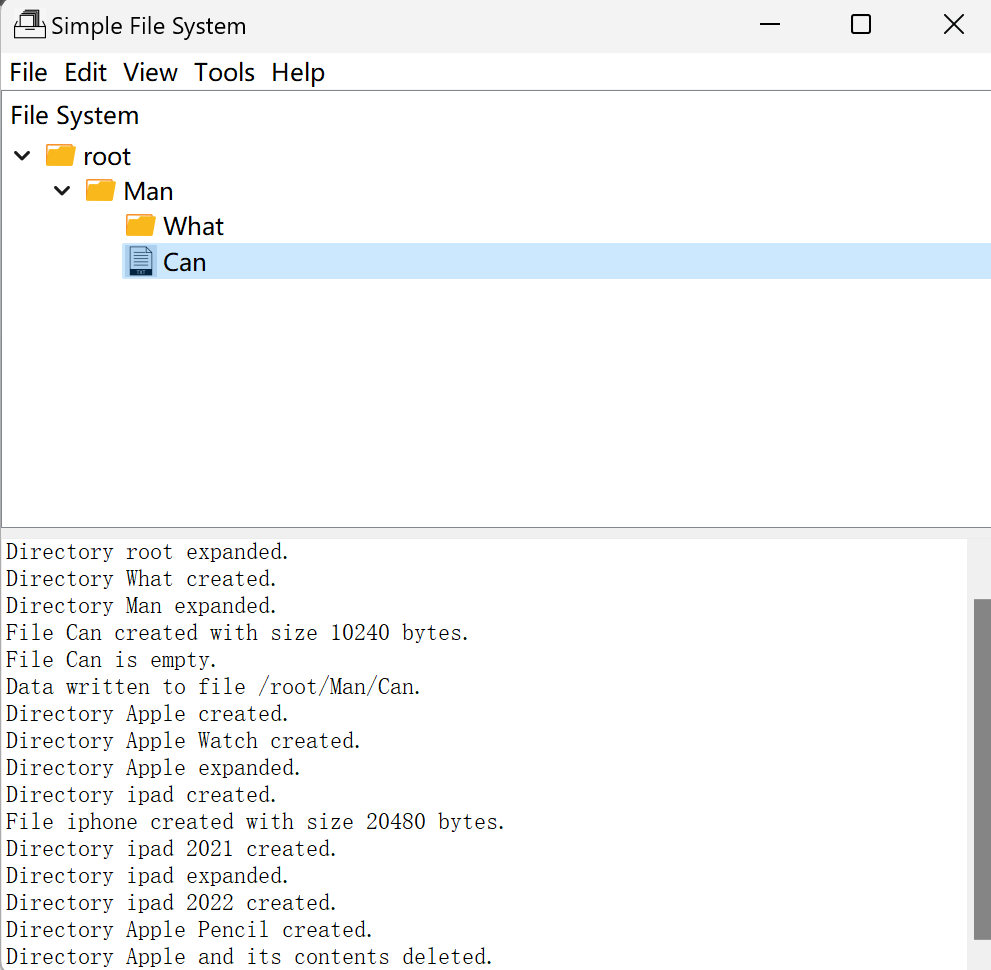 Simple File System
File Edit View Tools Help
File System
root
Man
What
TXT
Can
Directory root expanded.
Directory What created.
Directory Man expanded.
File Can created with size 10240 bytes.
File Can is empty.
Data written to file /root/Man/Can.
Directory Apple created.
Directory Apple Watch created.
Directory Apple expanded.
Directory ipad created.
File iphone created with size 20480 bytes.
Directory ipad 2021 created.
Directory ipad expanded.
Directory ipad 2022 created.
Directory Apple Pencil created.
Directory Apple and its contents deleted.